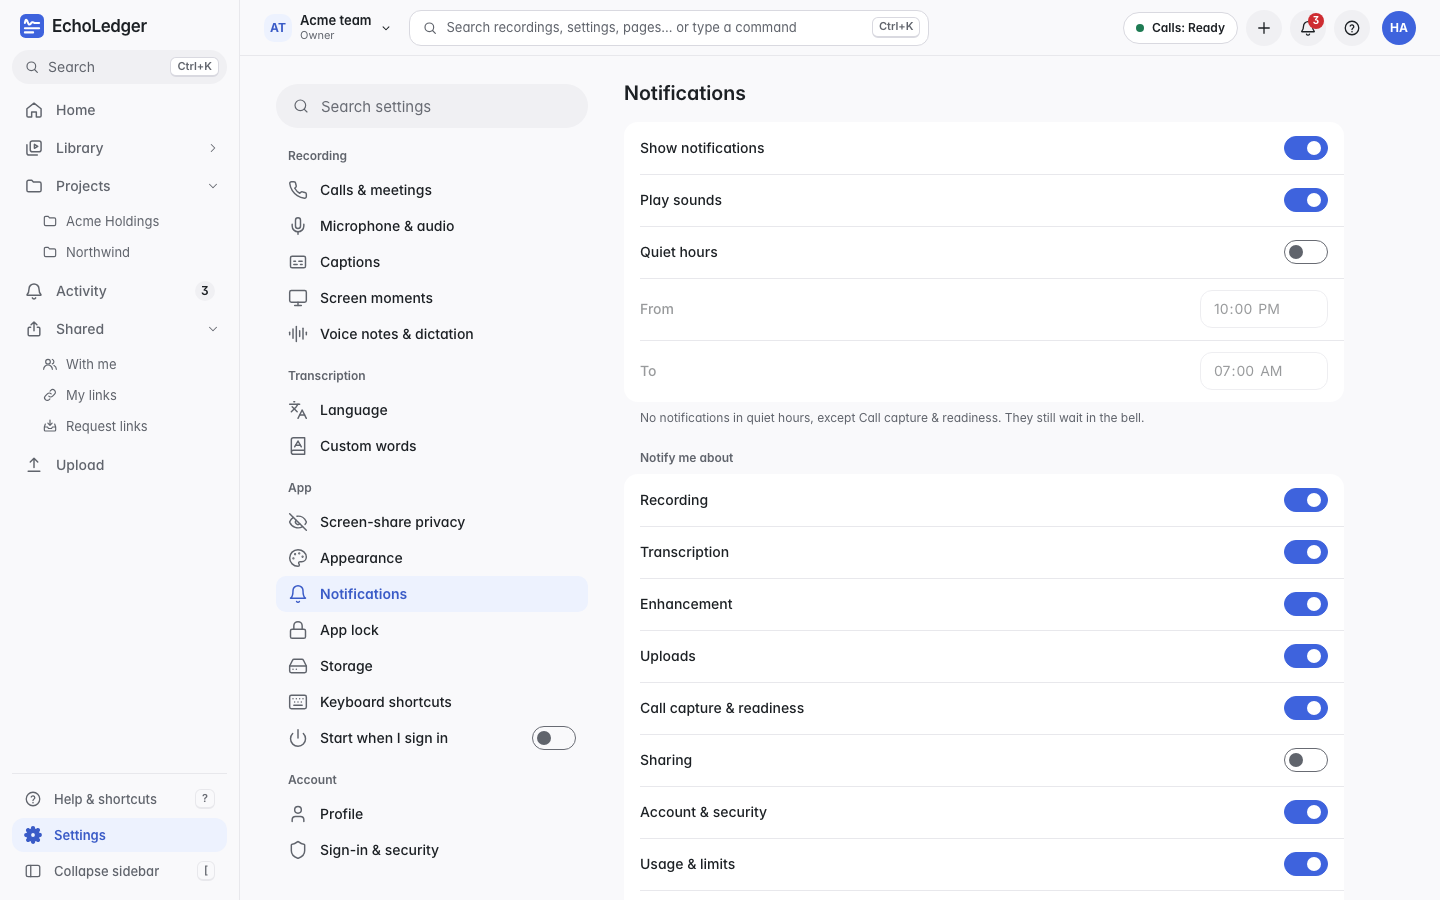 EchoLedger
Search Ctrl+K
Home
Library
Projects
Acme Holdings
Northwind
Activity 3
Shared
With me
My links
Request links
Upload
Help & shortcuts ?
Settings
Collapse sidebar [
AT Acme team
Owner
Search recordings, settings, pages... or type a command Ctrl+K
Calls: Ready
3
HA
Search settings
Recording
Calls & meetings
Microphone & audio
Captions
Screen moments
Voice notes & dictation
Transcription
Language
Custom words
App
Screen-share privacy
Appearance
Notifications
App lock
Storage
Keyboard shortcuts
Start when I sign in
Account
Profile
Sign-in & security
Notifications
Show notifications
Play sounds
Quiet hours
From 10:00 PM
To 07:00 AM
No notifications in quiet hours, except Call capture & readiness. They still wait in the bell.
Notify me about
Recording
Transcription
Enhancement
Uploads
Call capture & readiness
Sharing
Account & security
Usage & limits